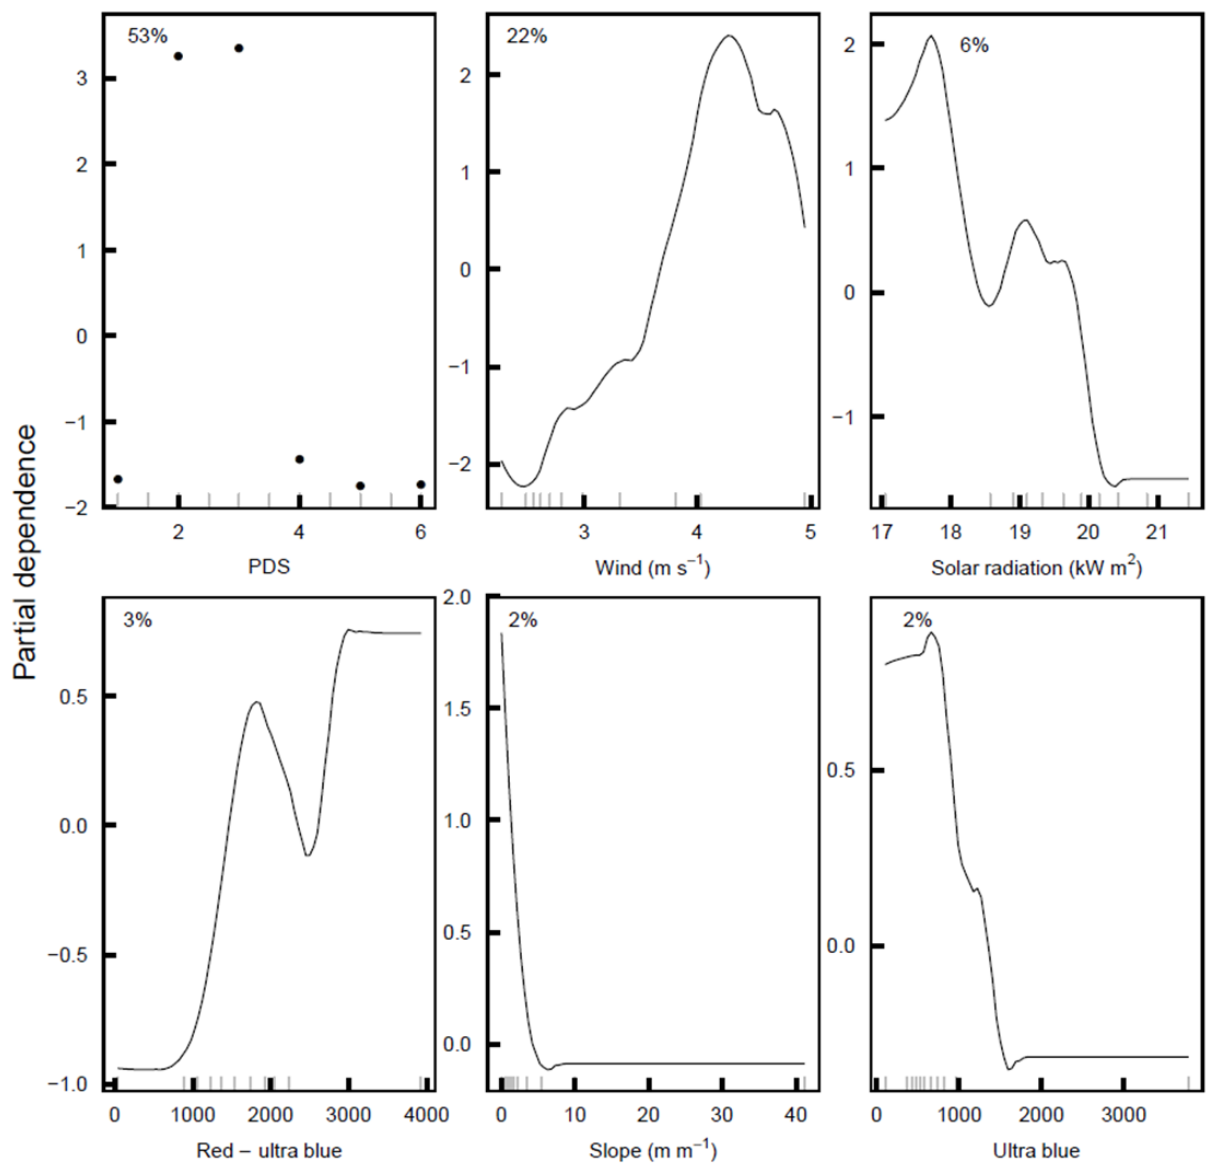 Partial dependence
53%
3
2
1
0
−1
−2
2 4 6
PDS
22%
2
1
0
−1
−2
3 4 5
Wind (m s−1)
6%
2
1
0
−1
17 18 19 20 21
Solar radiation (kW m2)
3%
0.5
0.0
−0.5
−1.0
0 1000 2000 3000 4000
Red − ultra blue
2%
2.0
1.5
1.0
0.5
0.0
0 10 20 30 40
Slope (m m−1)
2%
0.5
0.0
0 1000 2000 3000
Ultra blue